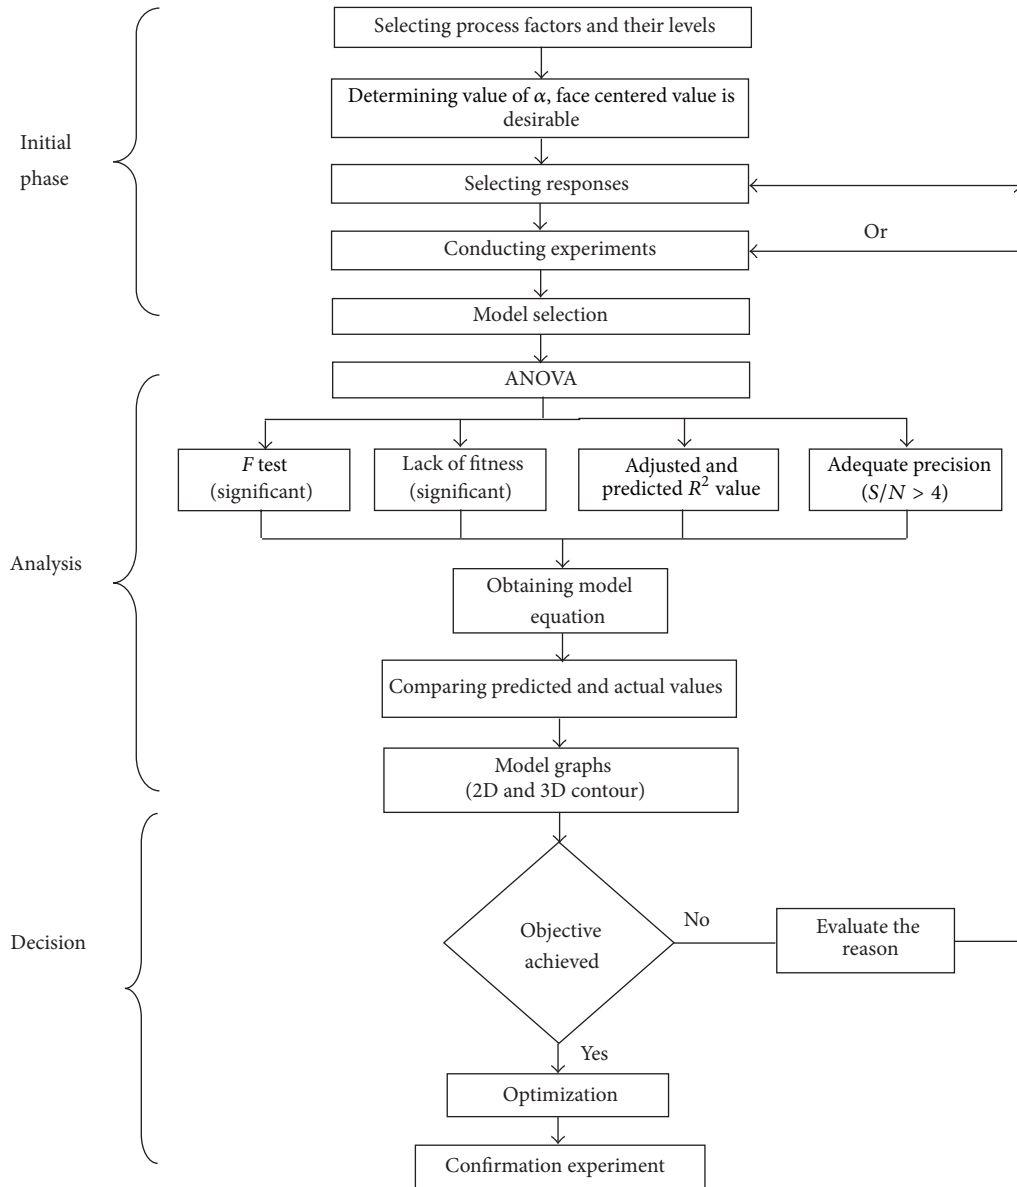 Selecting process factors and their levels
Determining value of α, face centered value is
desirable
Initial
phase
Selecting responses
Or
Conducting experiments
Model selection
ANOVA
F test
(significant)
Lack of fitness
(significant)
Adjusted and
predicted R² value
Adequate precision
(S/N > 4)
Analysis
Obtaining model
equation
Comparing predicted and actual values
Model graphs
(2D and 3D contour)
Decision
Objective
achieved
No
Evaluate the
reason
Yes
Optimization
Confirmation experiment